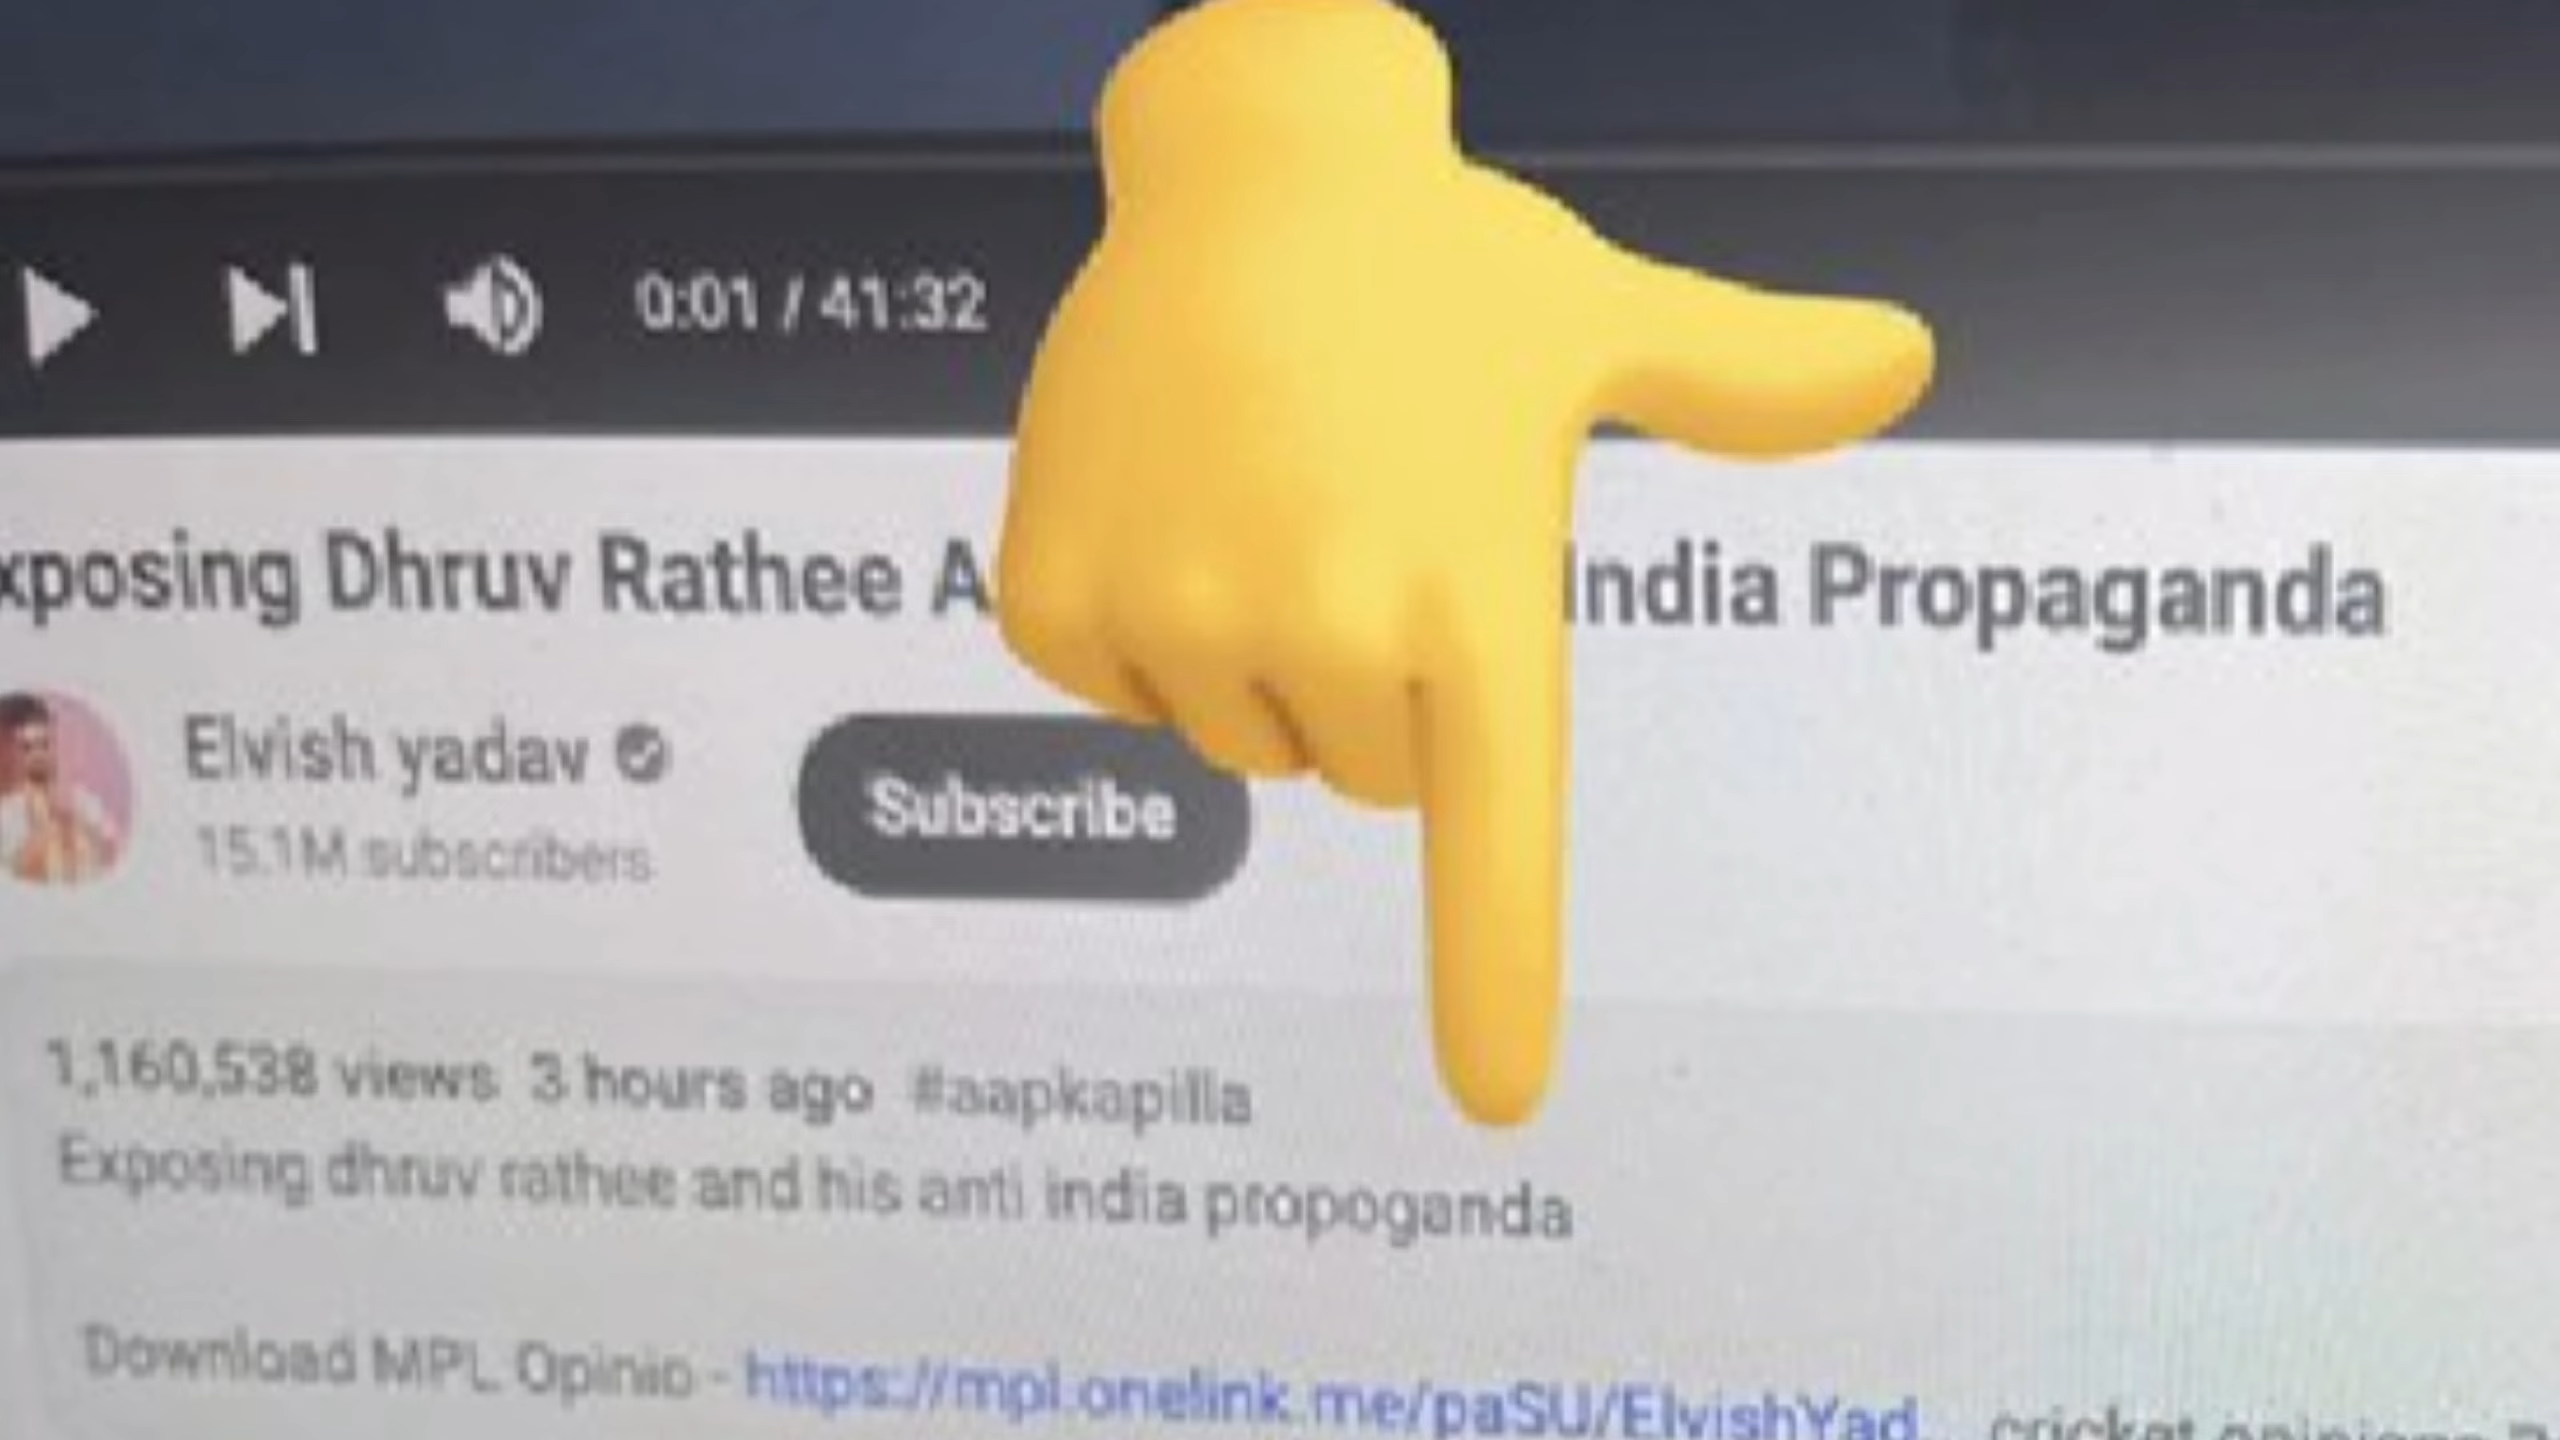 0:01 / 41:32
xposing Dhruv Rathee A India Propaganda
Elvish yadav
15.1M subscribers
Subscribe
1,160,538 views 3 hours ago #aapkapilla
Exposing dhruv rathee and his anti india propoganda
Download MPL Opinio - https://mpl.onelink.me/paSU/ElvishYad... cricket opinions